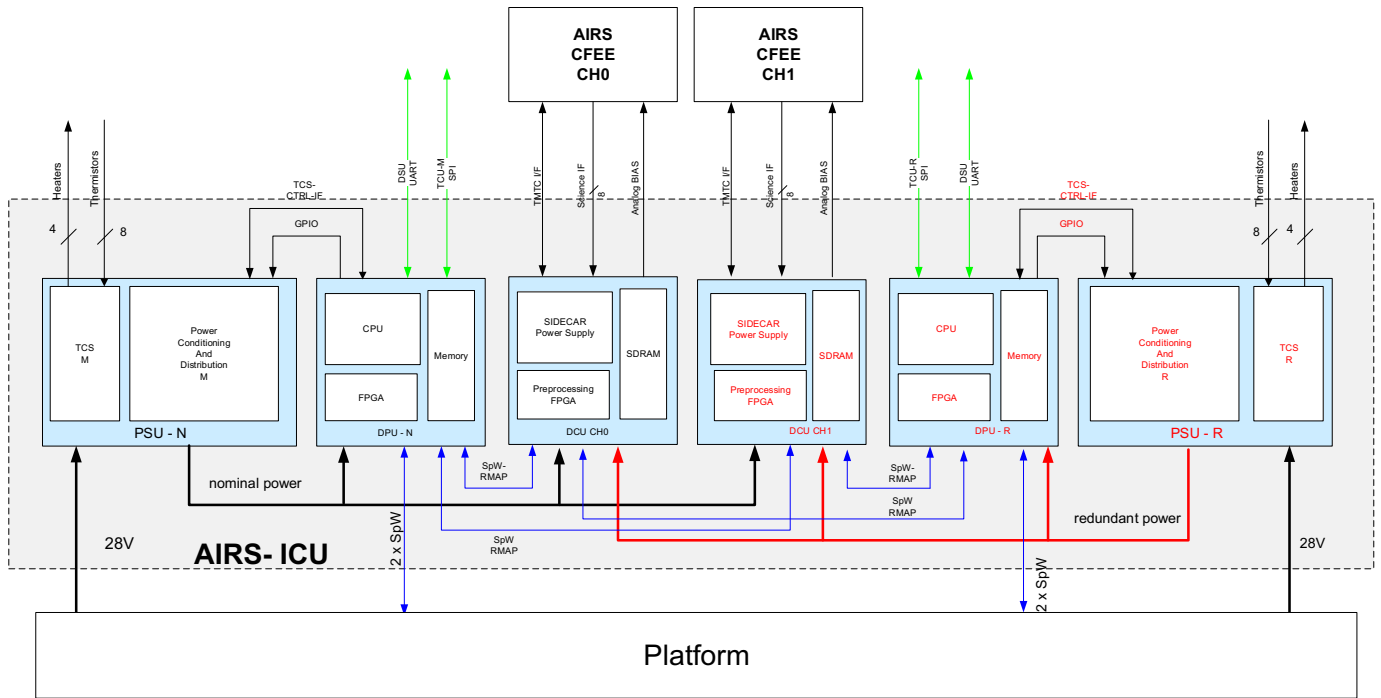 AIRS
CFEE
CH0
AIRS
CFEE
CH1
Heaters
Thermistors
4
8
TCS-
CTRL-IF
GPIO
DSU
UART
TCU-M
SPI
TMTC I/F
Science IF
8
Analog BIAS
TMTC I/F
Science IF
8
Analog BIAS
TCU-R
SPI
DSU
UART
TCS-
CTRL-IF
GPIO
Thermistors
Heaters
8
4
TCS
M
Power
Conditioning
And
Distribution
M
PSU - N
CPU
FPGA
Memory
DPU - N
SIDECAR
Power Supply
Preprocessing
FPGA
SDRAM
DCU CH0
SIDECAR
Power Supply
Preprocessing
FPGA
SDRAM
DCU CH1
CPU
FPGA
Memory
DPU - R
Power
Conditioning
And
Distribution
R
TCS
R
PSU - R
nominal power
SpW-
RMAP
SpW-
RMAP
SpW
RMAP
SpW
RMAP
redundant power
28V
AIRS- ICU
2 x SpW
2 x SpW
28V
Platform